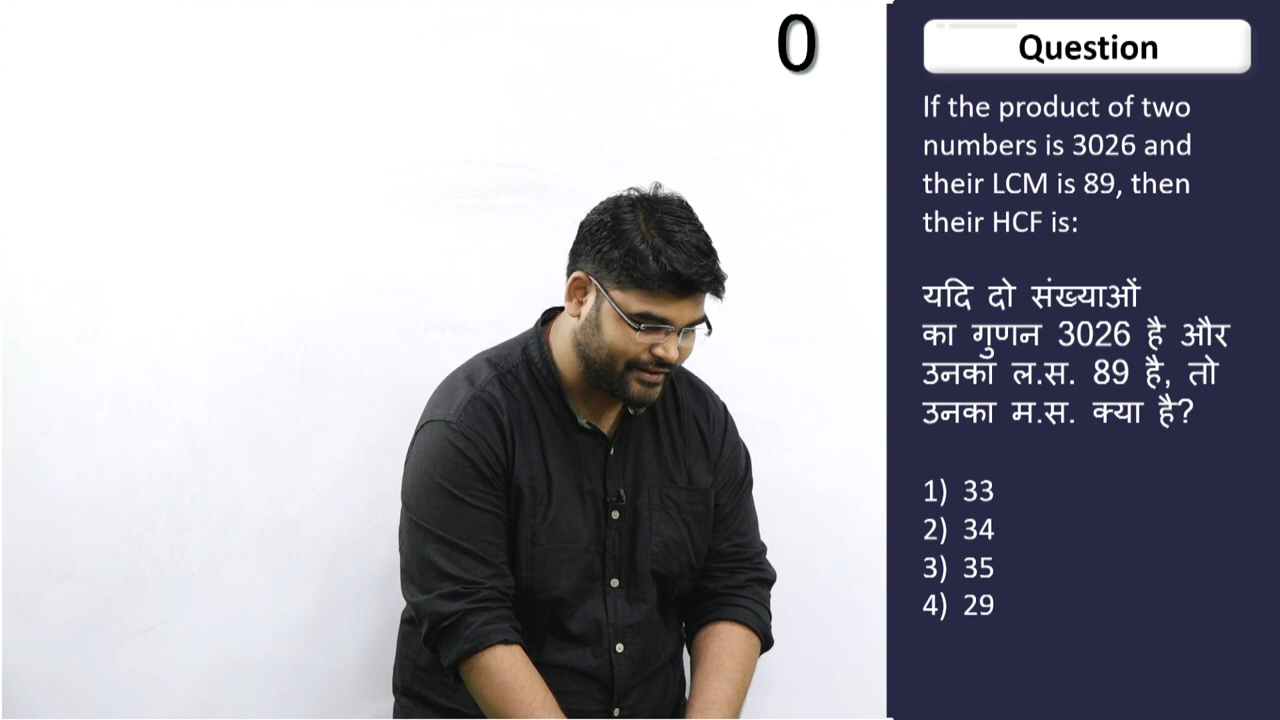 0
Question
If the product of two
numbers is 3026 and
their LCM is 89, then
their HCF is:
यदि दो संख्याओं
का गुणन 3026 है और
उनका ल.स. 89 है, तो
उनका म.स. क्या है?
1) 33
2) 34
3) 35
4) 29